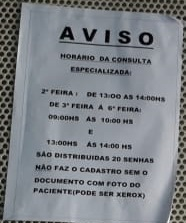 AVISO
HORÁRIO DA CONSULTA
ESPECIALIZADA:
2ª FEIRA : DE 13:00 AS 14:00HS
DE 3ª FEIRA Á 6ª FEIRA:
09:00HS ÁS 10:00 HS
E
13:00HS ÁS 14:00 HS
SÃO DISTRIBUIDAS 20 SENHAS
NÃO FAZ O CADASTRO SEM O
DOCUMENTO COM FOTO DO
PACIENTE(PODE SER XEROX)